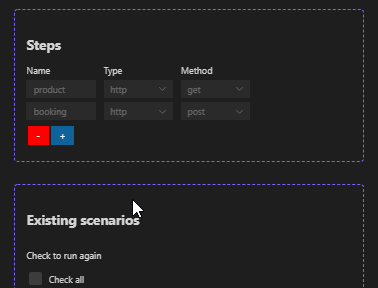 Steps
Name Type Method
product http get
booking http post
- +
Existing scenarios
Check to run again
Check all